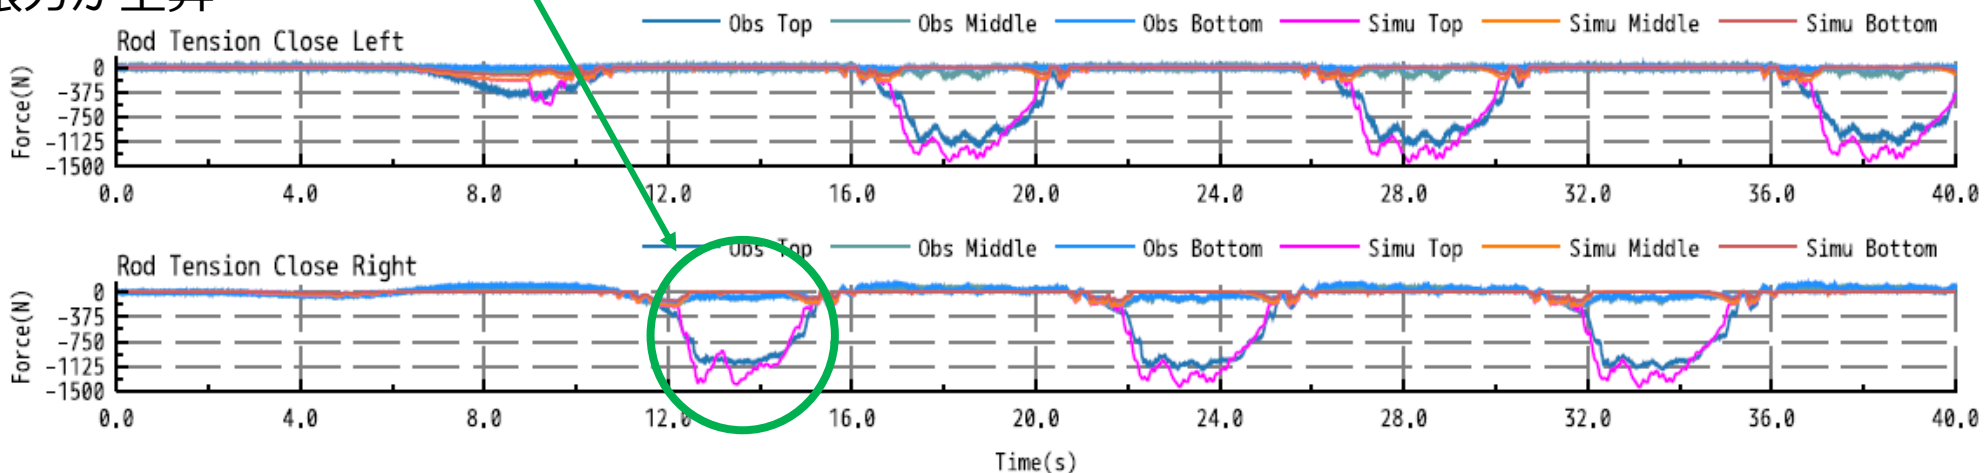 張力が上昇
Obs Top Obs Middle Obs Bottom Simu Top Simu Middle Simu Bottom
Rod Tension Close Left
Force(N)
0
-375
-750
-1125
-1500
0.0 4.0 8.0 12.0 16.0 20.0 24.0 28.0 32.0 36.0 40.0
Obs Top Obs Middle Obs Bottom Simu Top Simu Middle Simu Bottom
Rod Tension Close Right
Force(N)
0
-375
-750
-1125
-1500
0.0 4.0 8.0 12.0 16.0 20.0 24.0 28.0 32.0 36.0 40.0
Time(s)